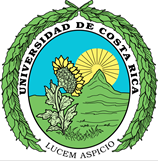 UNIVERSIDAD DE COSTA RICA
LUCEM ASPICIO